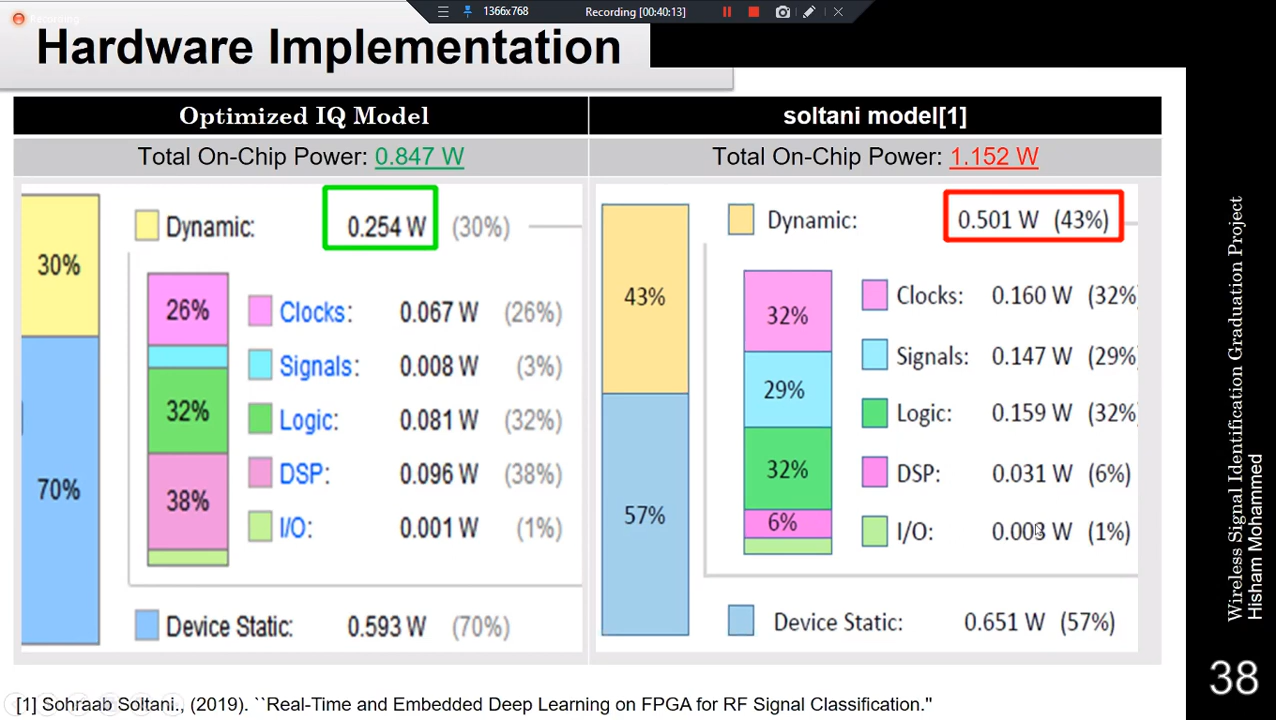 Recording
1366x768
Recording [00:40:13]
Hardware Implementation
Optimized IQ Model
soltani model[1]
Total On-Chip Power: 0.847 W
Total On-Chip Power: 1.152 W
30%
70%
Dynamic: 0.254 W (30%)
26%
32%
38%
Clocks: 0.067 W (26%)
Signals: 0.008 W (3%)
Logic: 0.081 W (32%)
DSP: 0.096 W (38%)
I/O: 0.001 W (1%)
Device Static: 0.593 W (70%)
43%
57%
Dynamic: 0.501 W (43%)
32%
29%
32%
6%
Clocks: 0.160 W (32%)
Signals: 0.147 W (29%)
Logic: 0.159 W (32%)
DSP: 0.031 W (6%)
I/O: W (1%)
Device Static: 0.651 W (57%)
Wireless Signal Identification Graduation Project
Hisham Mohammed
38
[1] Sohraab Soltani., (2019). ``Real-Time and Embedded Deep Learning on FPGA for RF Signal Classification."